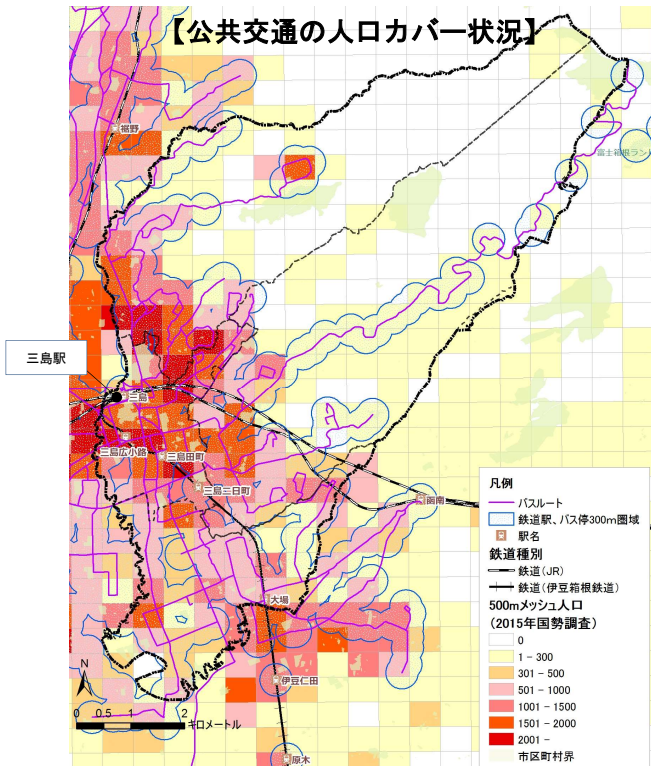 【公共交通の人口カバー状況】
裾野
富士箱根ラン
三島駅
三島
三島広小路
三島田町
三島二日町
函南
大場
伊豆仁田
原木
N
0 0.5 1 2
キロメートル
凡例
バスルート
鉄道駅、バス停300m圏域
駅名
鉄道種別
鉄道(JR)
鉄道(伊豆箱根鉄道)
500mメッシュ人口
(2015年国勢調査)
0
1 - 300
301 - 500
501 - 1000
1001 - 1500
1501 - 2000
2001 -
市区町村界